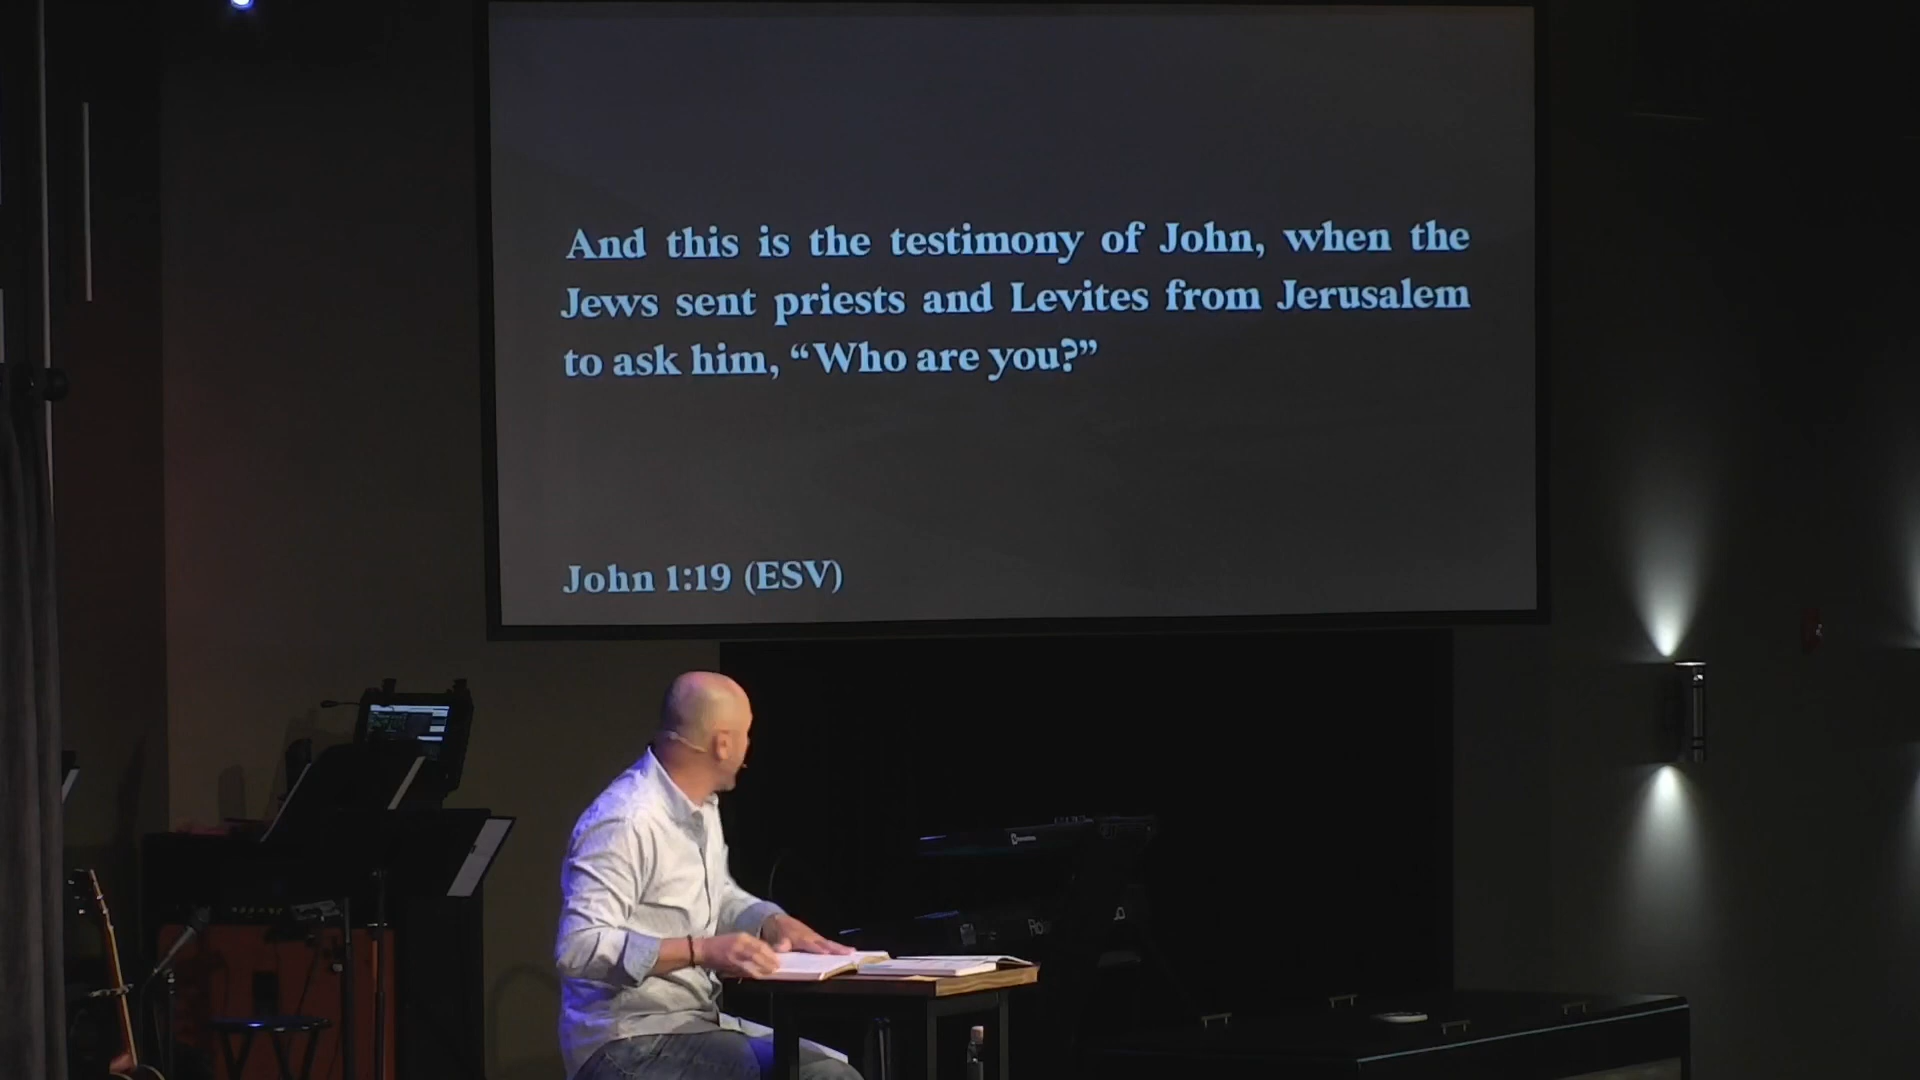 And this is the testimony of John, when the
Jews sent priests and Levites from Jerusalem
to ask him, “Who are you?”
John 1:19 (ESV)